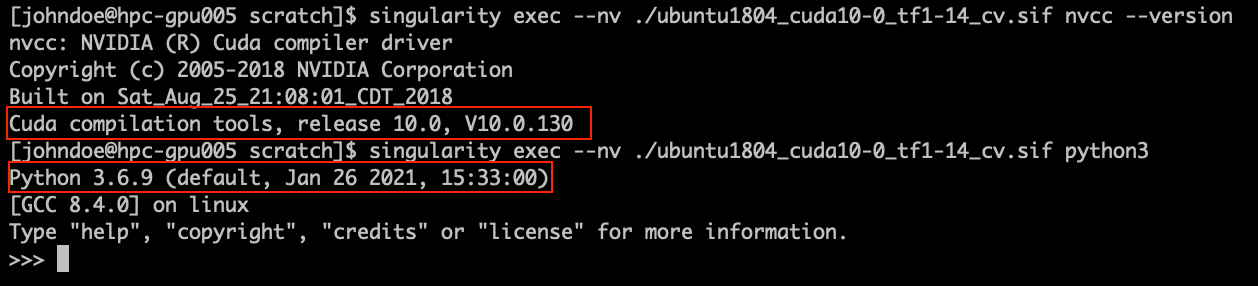 [johndoe@hpc-gpu005 scratch]$ singularity exec --nv ./ubuntu1804_cuda10-0_tf1-14_cv.sif nvcc --version
nvcc: NVIDIA (R) Cuda compiler driver
Copyright (c) 2005-2018 NVIDIA Corporation
Built on Sat_Aug_25_21:08:01_CDT_2018
Cuda compilation tools, release 10.0, V10.0.130
[johndoe@hpc-gpu005 scratch]$ singularity exec --nv ./ubuntu1804_cuda10-0_tf1-14_cv.sif python3
Python 3.6.9 (default, Jan 26 2021, 15:33:00)
[GCC 8.4.0] on linux
Type "help", "copyright", "credits" or "license" for more information.
>>>